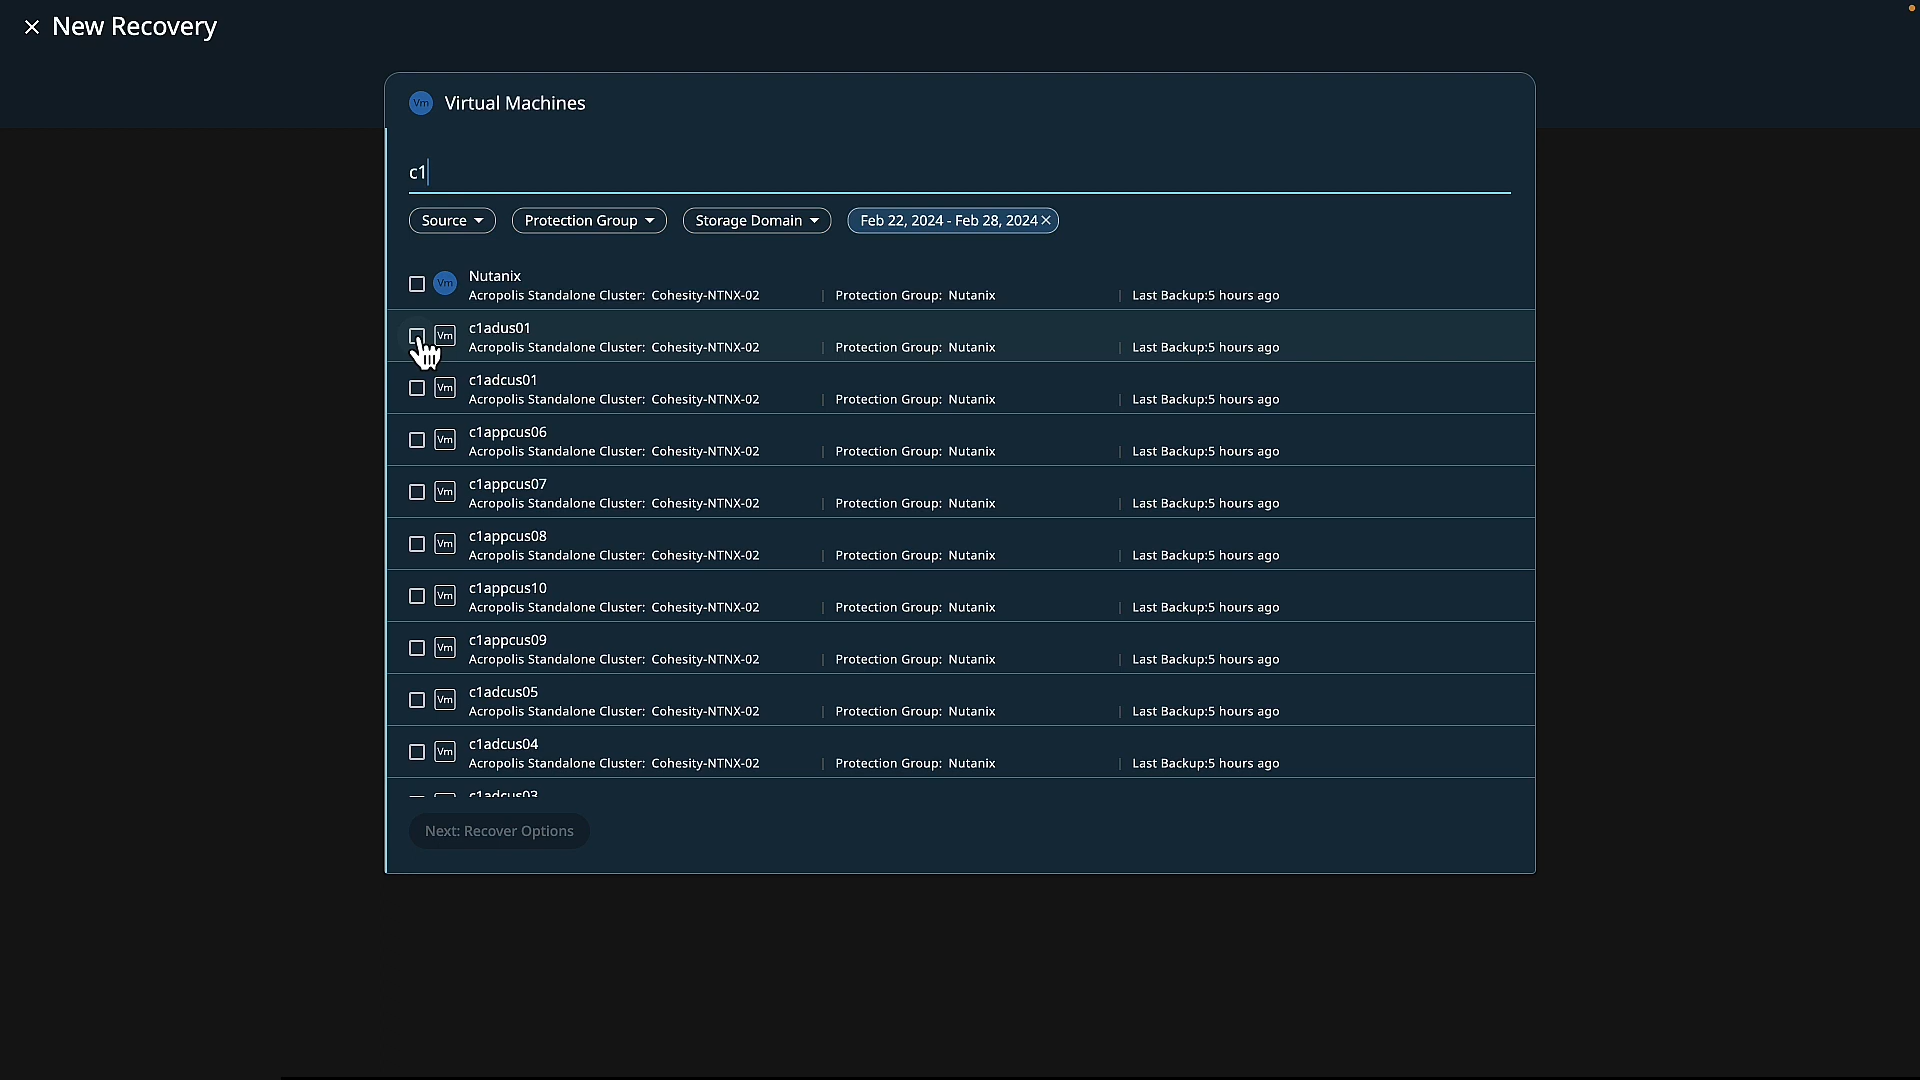 New Recovery
Vm Virtual Machines
c1
Source Protection Group Storage Domain Feb 22, 2024 - Feb 28, 2024
Vm Nutanix
Acropolis Standalone Cluster: Cohesity-NTNX-02 | Protection Group: Nutanix | Last Backup:5 hours ago
Vm c1adus01
Acropolis Standalone Cluster: Cohesity-NTNX-02 | Protection Group: Nutanix | Last Backup:5 hours ago
Vm c1adcus01
Acropolis Standalone Cluster: Cohesity-NTNX-02 | Protection Group: Nutanix | Last Backup:5 hours ago
Vm c1appcus06
Acropolis Standalone Cluster: Cohesity-NTNX-02 | Protection Group: Nutanix | Last Backup:5 hours ago
Vm c1appcus07
Acropolis Standalone Cluster: Cohesity-NTNX-02 | Protection Group: Nutanix | Last Backup:5 hours ago
Vm c1appcus08
Acropolis Standalone Cluster: Cohesity-NTNX-02 | Protection Group: Nutanix | Last Backup:5 hours ago
Vm c1appcus10
Acropolis Standalone Cluster: Cohesity-NTNX-02 | Protection Group: Nutanix | Last Backup:5 hours ago
Vm c1appcus09
Acropolis Standalone Cluster: Cohesity-NTNX-02 | Protection Group: Nutanix | Last Backup:5 hours ago
Vm c1adcus05
Acropolis Standalone Cluster: Cohesity-NTNX-02 | Protection Group: Nutanix | Last Backup:5 hours ago
Vm c1adcus04
Acropolis Standalone Cluster: Cohesity-NTNX-02 | Protection Group: Nutanix | Last Backup:5 hours ago
c1adcus03
Next: Recover Options